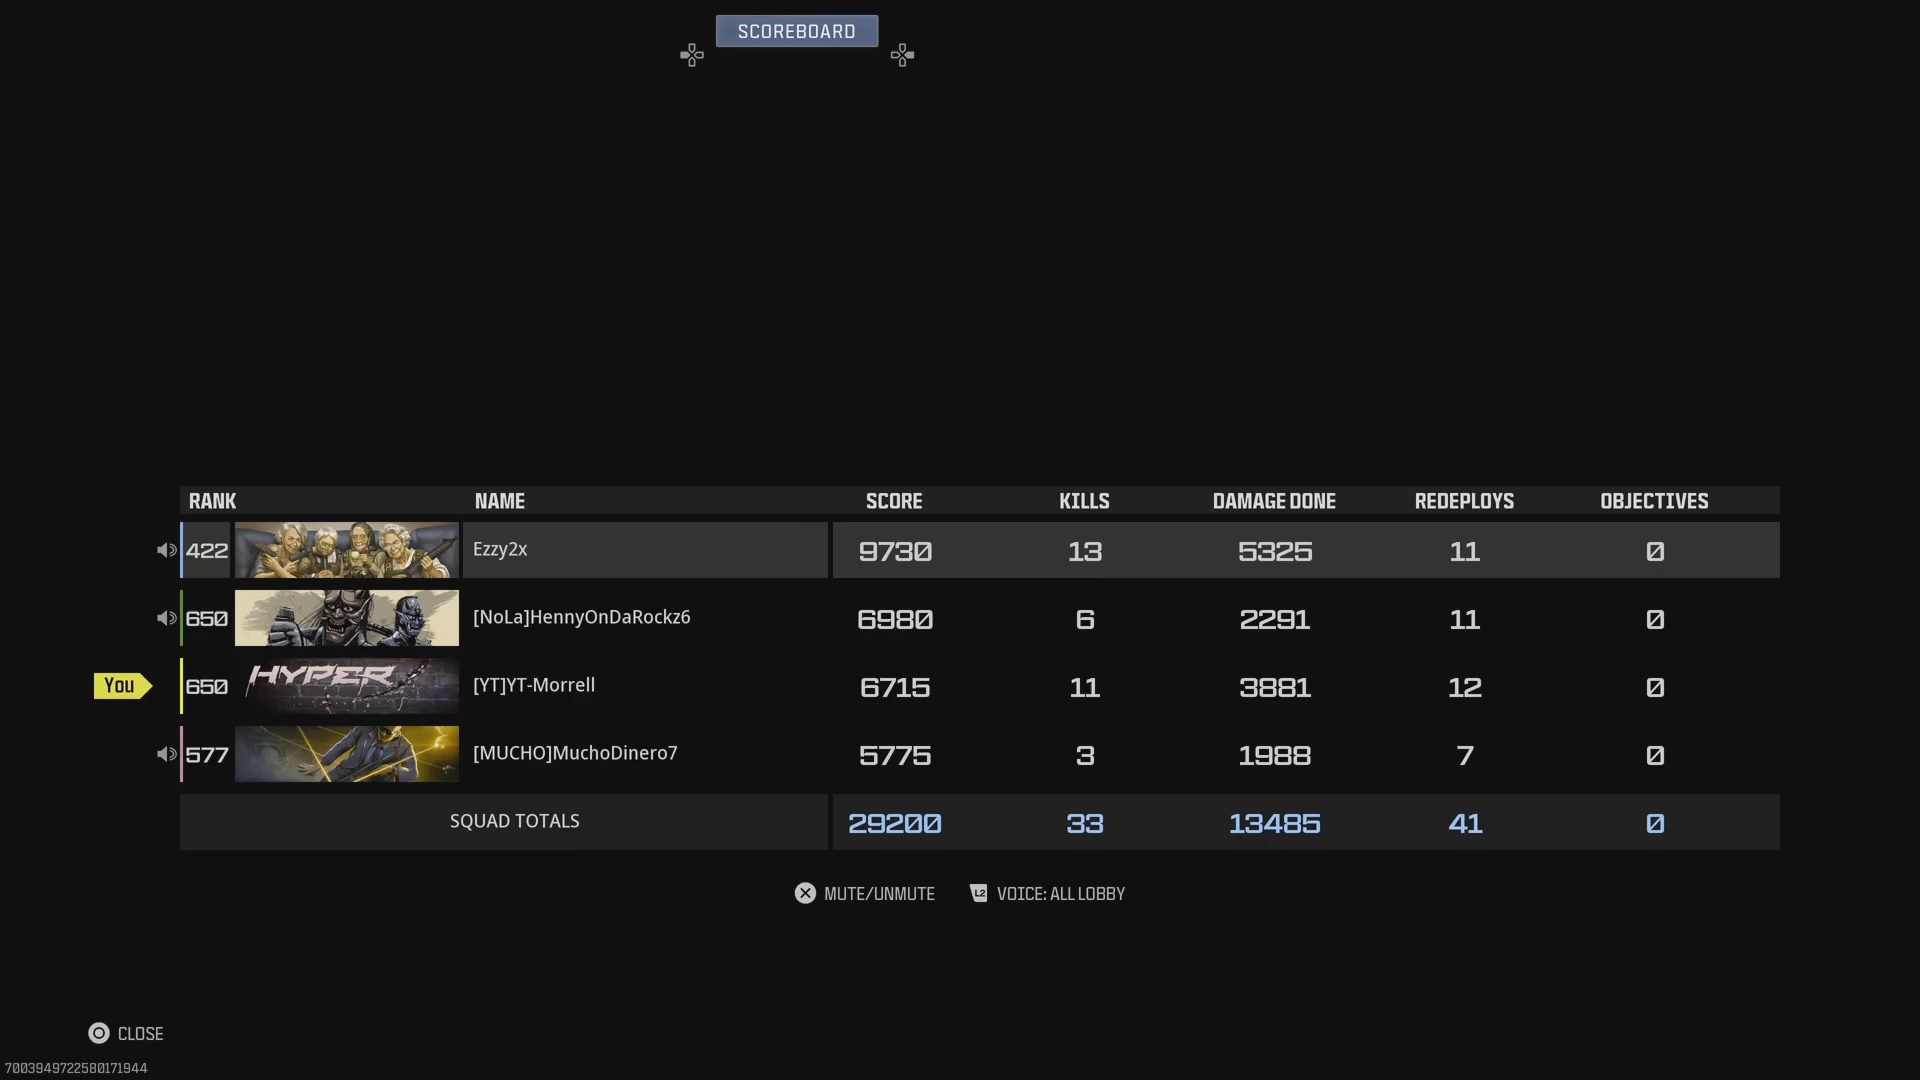 SCOREBOARD
RANK NAME SCORE KILLS DAMAGE DONE REDEPLOYS OBJECTIVES
422 Ezzy2x 9730 13 5325 11 0
650 [NoLa]HennyOnDaRockz6 6980 6 2291 11 0
You 650 HYPER [YT]YT-Morrell 6715 11 3881 12 0
577 [MUCHO]MuchoDinero7 5775 3 1988 7 0
SQUAD TOTALS 29200 33 13485 41 0
MUTE/UNMUTE L2 VOICE: ALL LOBBY
CLOSE
7003949722580171944